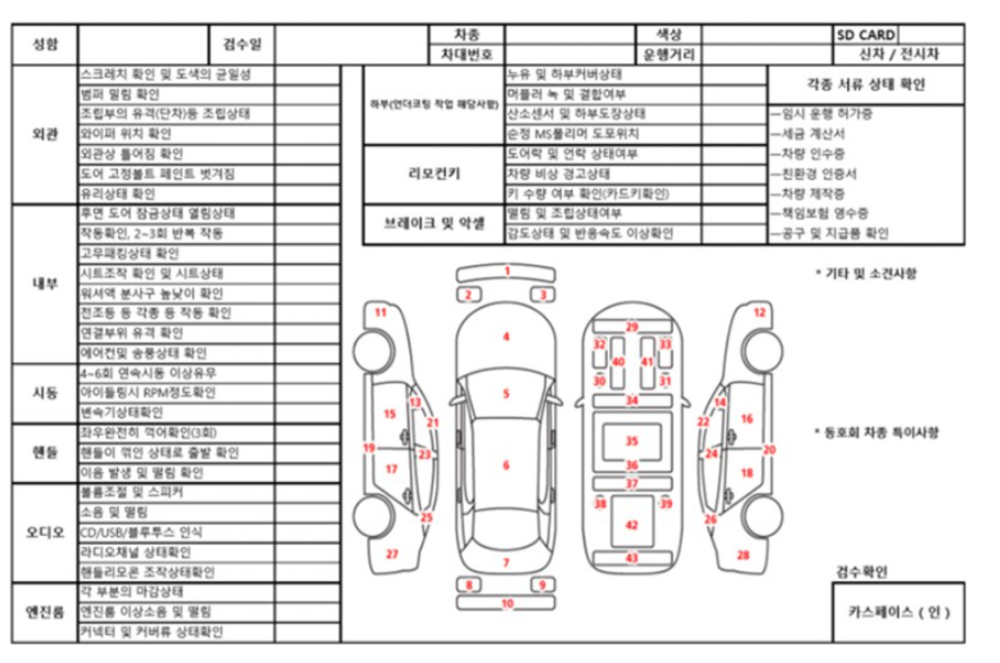 성함 검수일 차종 색상 SD CARD
차대번호 운행거리 신차 / 전시차
외관
스크레치 확인 및 도색의 균일성
범퍼 밀림 확인
조립부의 유격(단차)등 조립상태
와이퍼 위치 확인
외관상 틀어짐 확인
도어 고정볼트 페인트 벗겨짐
유리상태 확인
내부
후면 도어 잠금상태 열림상태
작동확인, 2~3회 반복 작동
고무패킹상태 확인
시트조작 확인 및 시트상태
워셔액 분사구 높낮이 확인
전조등 등 각종 등 작동 확인
연결부위 유격 확인
에어컨및 송풍상태 확인
시동
4~6회 연속시동 이상유무
아이들링시 RPM정도확인
변속기상태확인
핸들
좌우완전히 꺽어확인(3회)
핸들이 꺾인 상태로 출발 확인
이음 발생 및 떨림 확인
오디오
볼륨조절 및 스피커
소음 및 떨림
CD/USB/블루투스 인식
라디오채널 상태확인
핸들리모콘 조작상태확인
엔진룸
각 부분의 마감상태
엔진룸 이상소음 및 떨림
커넥터 및 커버류 상태확인
하부(언더코팅 작업 해당사항)
누유 및 하부커버상태
머플러 녹 및 결합여부
산소센서 및 하부도장상태
순정 MS폴리머 도포위치
리모컨키
도어락 및 언락 상태여부
차량 비상 경고상태
키 수량 여부 확인(카드키확인)
브레이크 및 악셀
떨림 및 조립상태여부
감도상태 및 반응속도 이상확인
각종 서류 상태 확인
—임시 운행 허가증
—세금 계산서
—차량 인수증
—친환경 인증서
—차량 제작증
—책임보험 영수증
—공구 및 지급품 확인
* 기타 및 소견사항
* 동호회 차종 특이사항
1
2 3
4
5
6
7
8 9
10
11
13
15
21
19
23
17
25
27
29
32 33
40 41
30 31
34
35
36
37
38 39
42
43
12
14
22
16
24
20
18
26
28
검수확인
카스페이스 ( 인 )